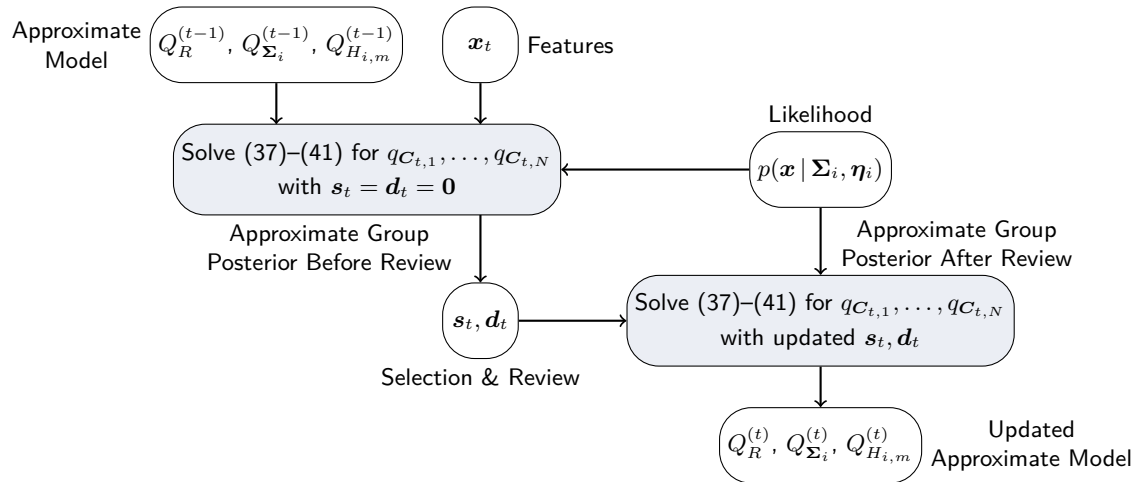 Approximate
Model
Q_R^{(t-1)}, Q_{Σ_i}^{(t-1)}, Q_{H_{i,m}}^{(t-1)}
x_t
Features
Solve (37)–(41) for q_{C_{t,1}}, . . . , q_{C_{t,N}}
with s_t = d_t = 0
Likelihood
p(x | Σ_i, η_i)
Approximate Group
Posterior Before Review
Approximate Group
Posterior After Review
s_t, d_t
Selection & Review
Solve (37)–(41) for q_{C_{t,1}}, . . . , q_{C_{t,N}}
with updated s_t, d_t
Q_R^{(t)}, Q_{Σ_i}^{(t)}, Q_{H_{i,m}}^{(t)}
Updated
Approximate Model